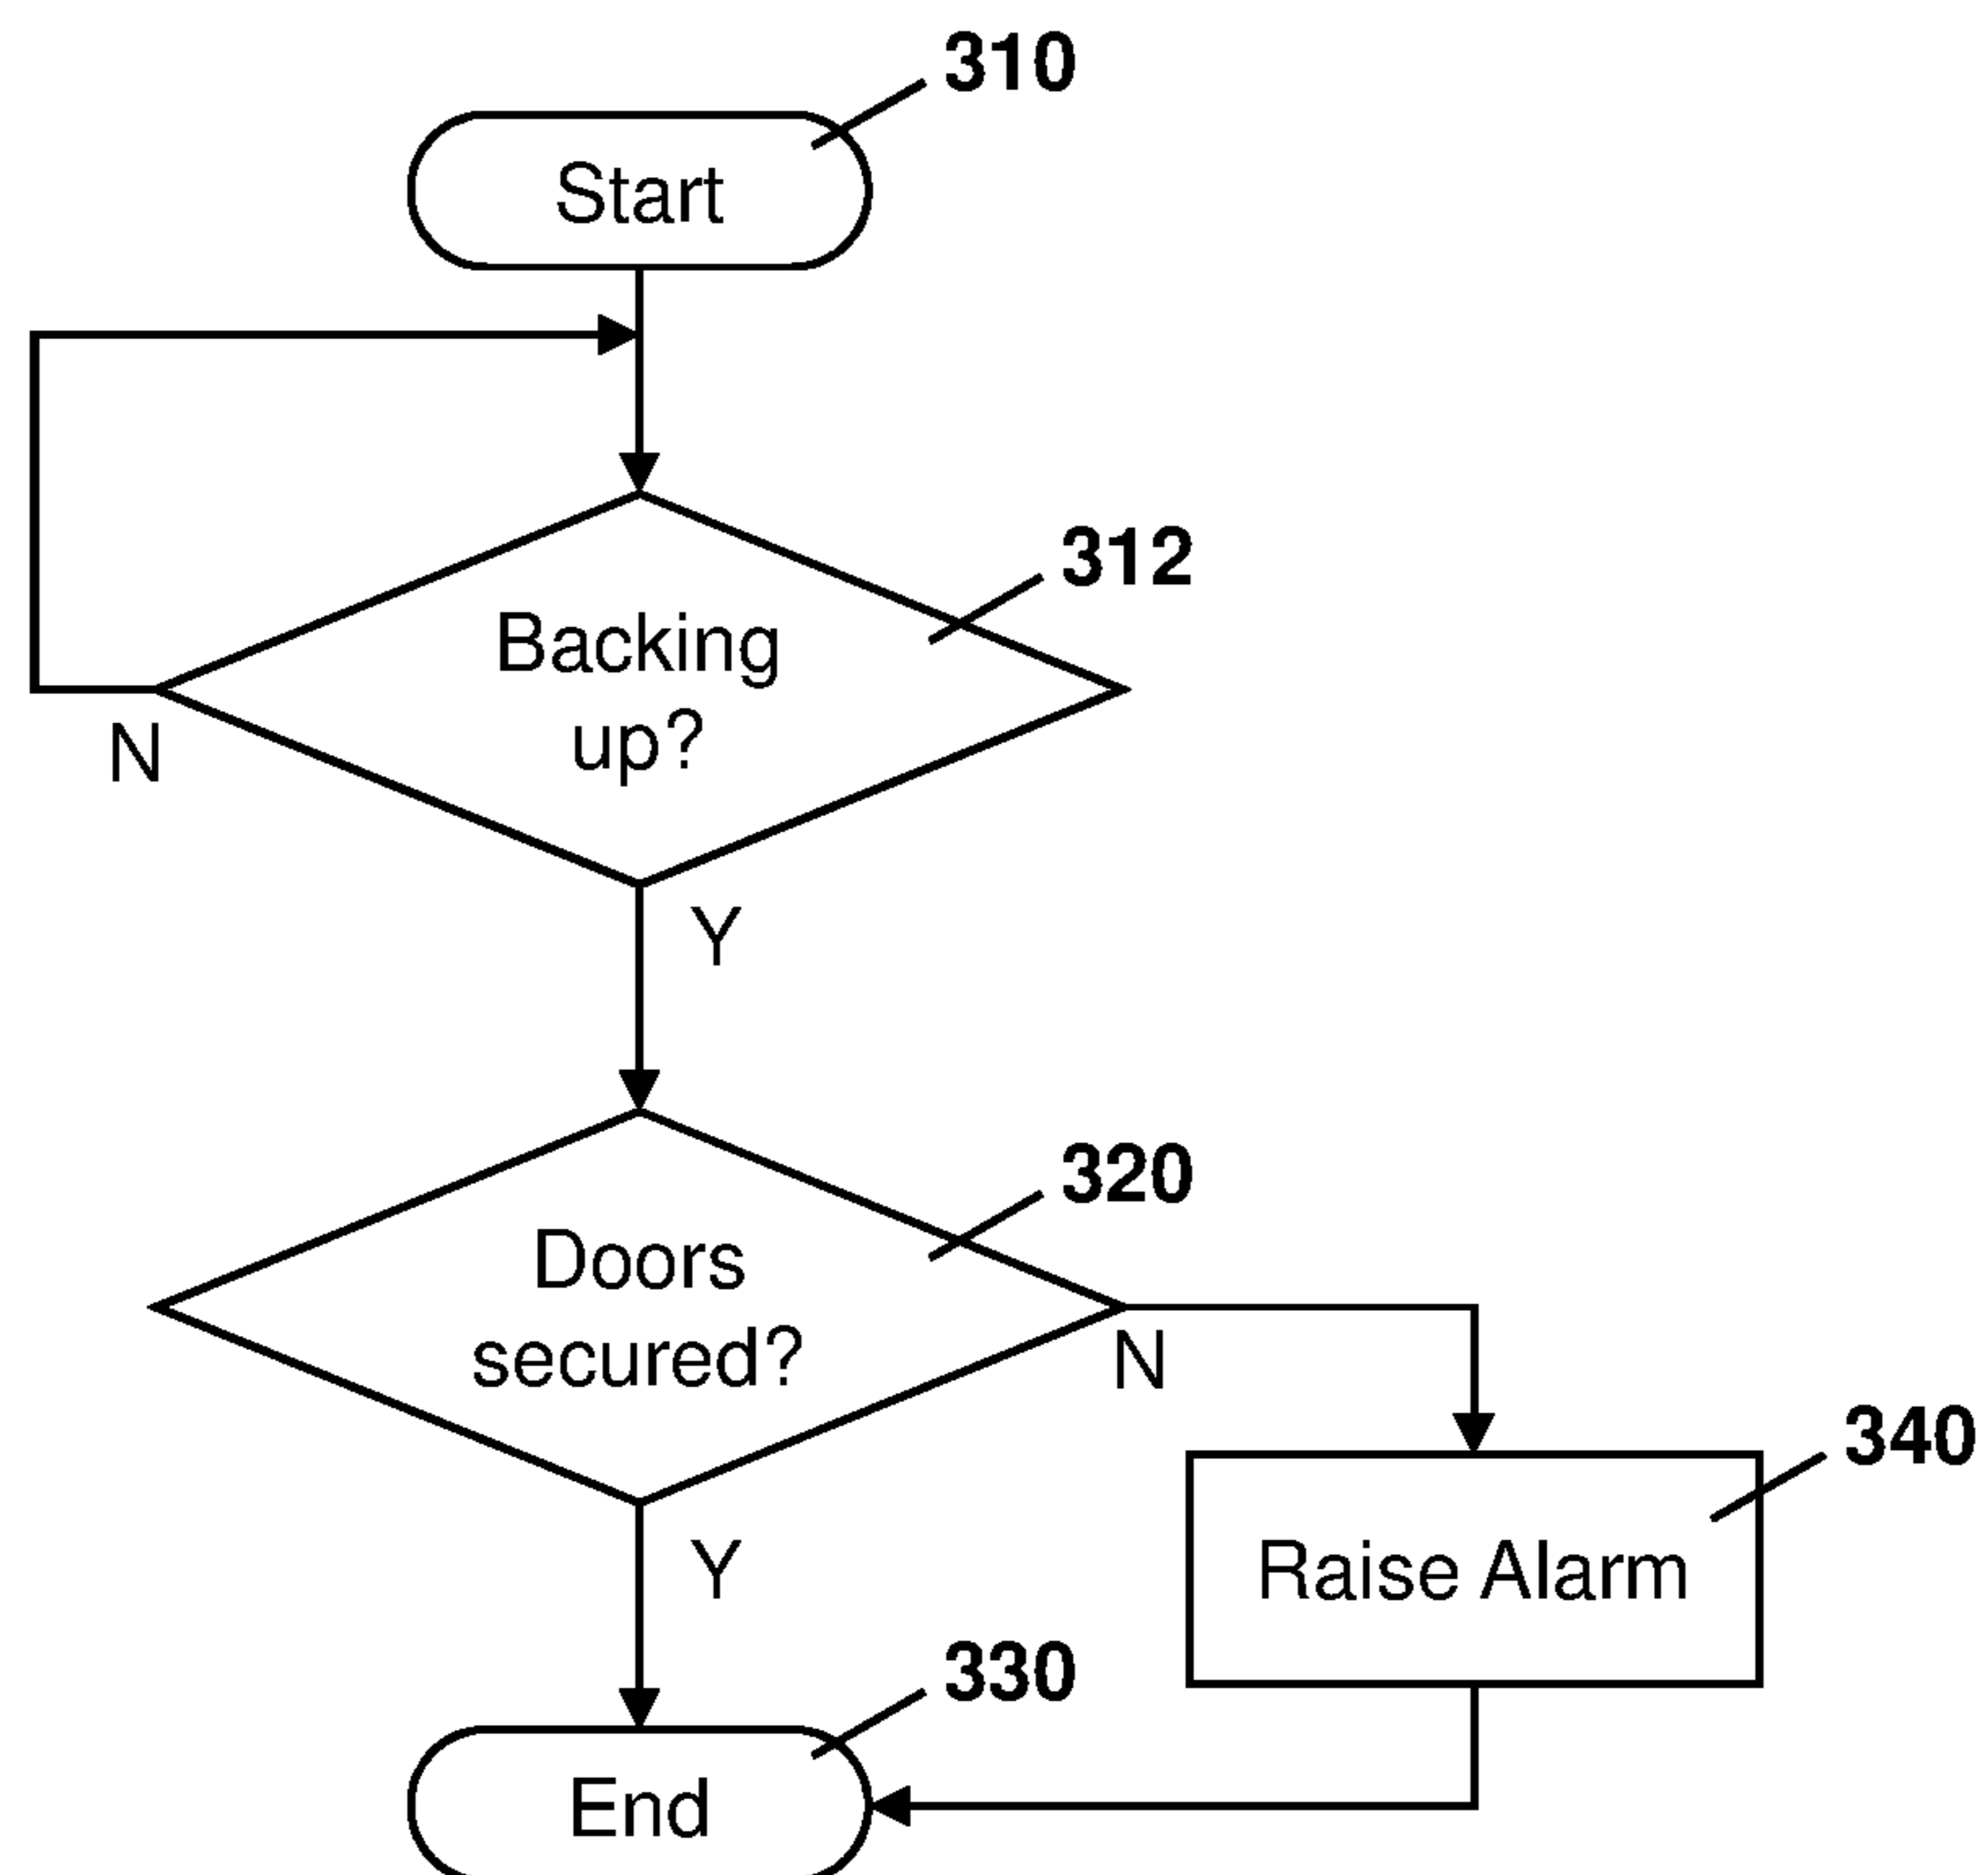 310
Start
312
Backing
up?
N
Y
320
Doors
secured?
N
340
Raise Alarm
Y
330
End